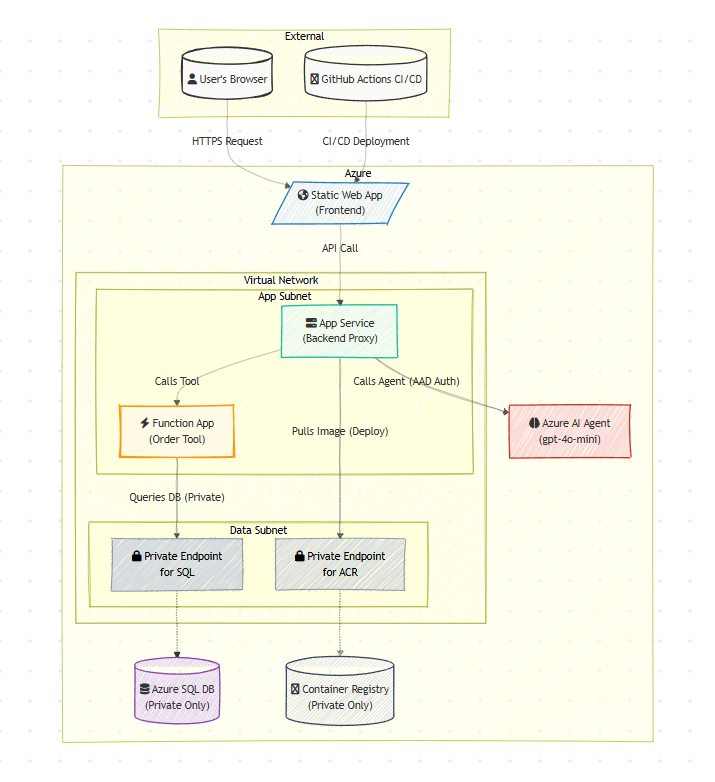 External
User's Browser
GitHub Actions CI/CD
HTTPS Request
CI/CD Deployment
Azure
Static Web App
(Frontend)
API Call
Virtual Network
App Subnet
App Service
(Backend Proxy)
Calls Tool
Calls Agent (AAD Auth)
Function App
(Order Tool)
Pulls Image (Deploy)
Azure AI Agent
(gpt-4o-mini)
Queries DB (Private)
Data Subnet
Private Endpoint
for SQL
Private Endpoint
for ACR
Azure SQL DB
(Private Only)
Container Registry
(Private Only)